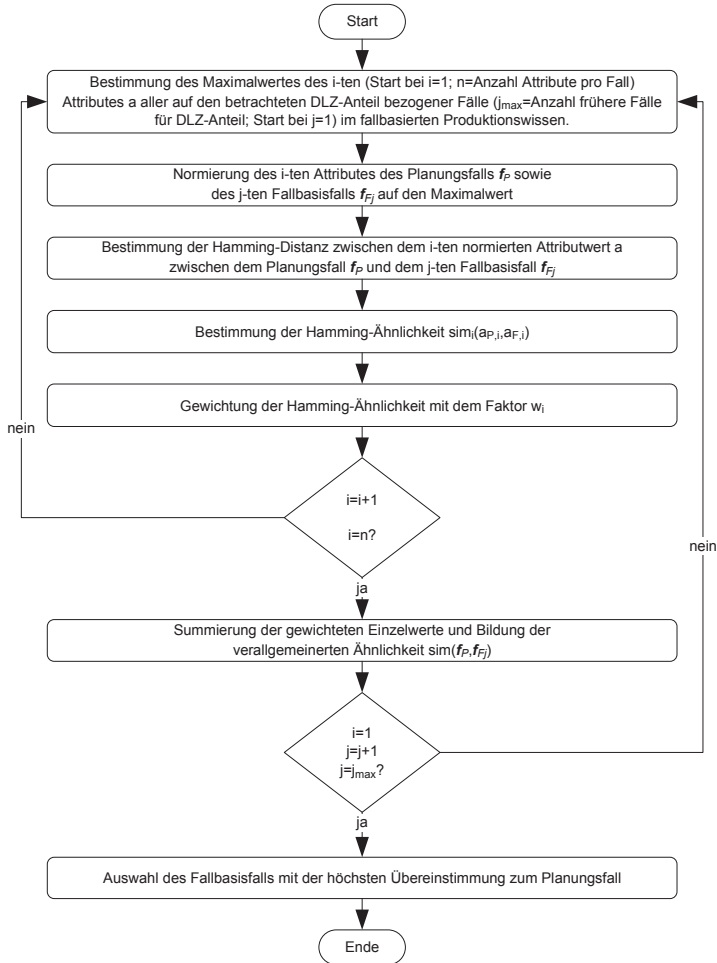 Start
Bestimmung des Maximalwertes des i-ten (Start bei i=1; n=Anzahl Attribute pro Fall)
Attributes a aller auf den betrachteten DLZ-Anteil bezogener Fälle (jmax=Anzahl frühere Fälle
für DLZ-Anteil; Start bei j=1) im fallbasierten Produktionswissen.
Normierung des i-ten Attributes des Planungsfalls fP sowie
des j-ten Fallbasisfalls fFj auf den Maximalwert
Bestimmung der Hamming-Distanz zwischen dem i-ten normierten Attributwert a
zwischen dem Planungsfall fP und dem j-ten Fallbasisfall fFj
Bestimmung der Hamming-Ähnlichkeit simi(aP,i,aF,i)
Gewichtung der Hamming-Ähnlichkeit mit dem Faktor wi
nein
i=i+1
i=n?
nein
ja
Summierung der gewichteten Einzelwerte und Bildung der
verallgemeinerten Ähnlichkeit sim(fP,fFj)
i=1
j=j+1
j=jmax?
ja
Auswahl des Fallbasisfalls mit der höchsten Übereinstimmung zum Planungsfall
Ende